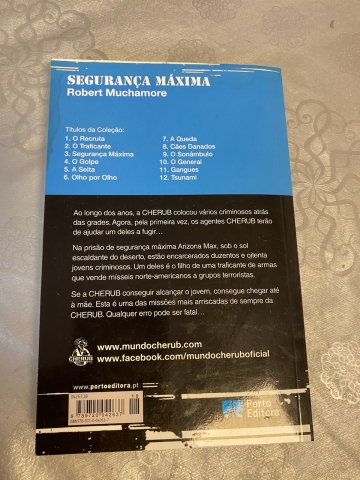 SEGURANÇA MÁXIMA
Robert Muchamore
Títulos da Coleção:
1. O Recruta
2. O Traficante
3. Segurança Máxima
4. O Golpe
5. A Seita
6. Olho por Olho
7. A Queda
8. Cães Danados
9. O Sonâmbulo
10. O General
11. Gangues
12. Tsunami
Ao longo dos anos, a CHERUB colocou vários criminosos atrás
das grades. Agora, pela primeira vez, os agentes CHERUB terão
de ajudar um deles a fugir...
Na prisão de segurança máxima Arizona Max, sob o sol
escaldante do deserto, estão encarcerados duzentos e oitenta
jovens criminosos. Um deles é o filho de uma traficante de armas
que vende mísseis norte-americanos a grupos terroristas.
Se a CHERUB conseguir alcançar o jovem, consegue chegar até
à mãe. Esta é uma das missões mais arriscadas de sempre da
CHERUB. Qualquer erro pode ser fatal...
CHERUB
www.mundocherub.com
www.facebook.com/mundocheruboficial
www.portoeditora.pt
Porto
Editora